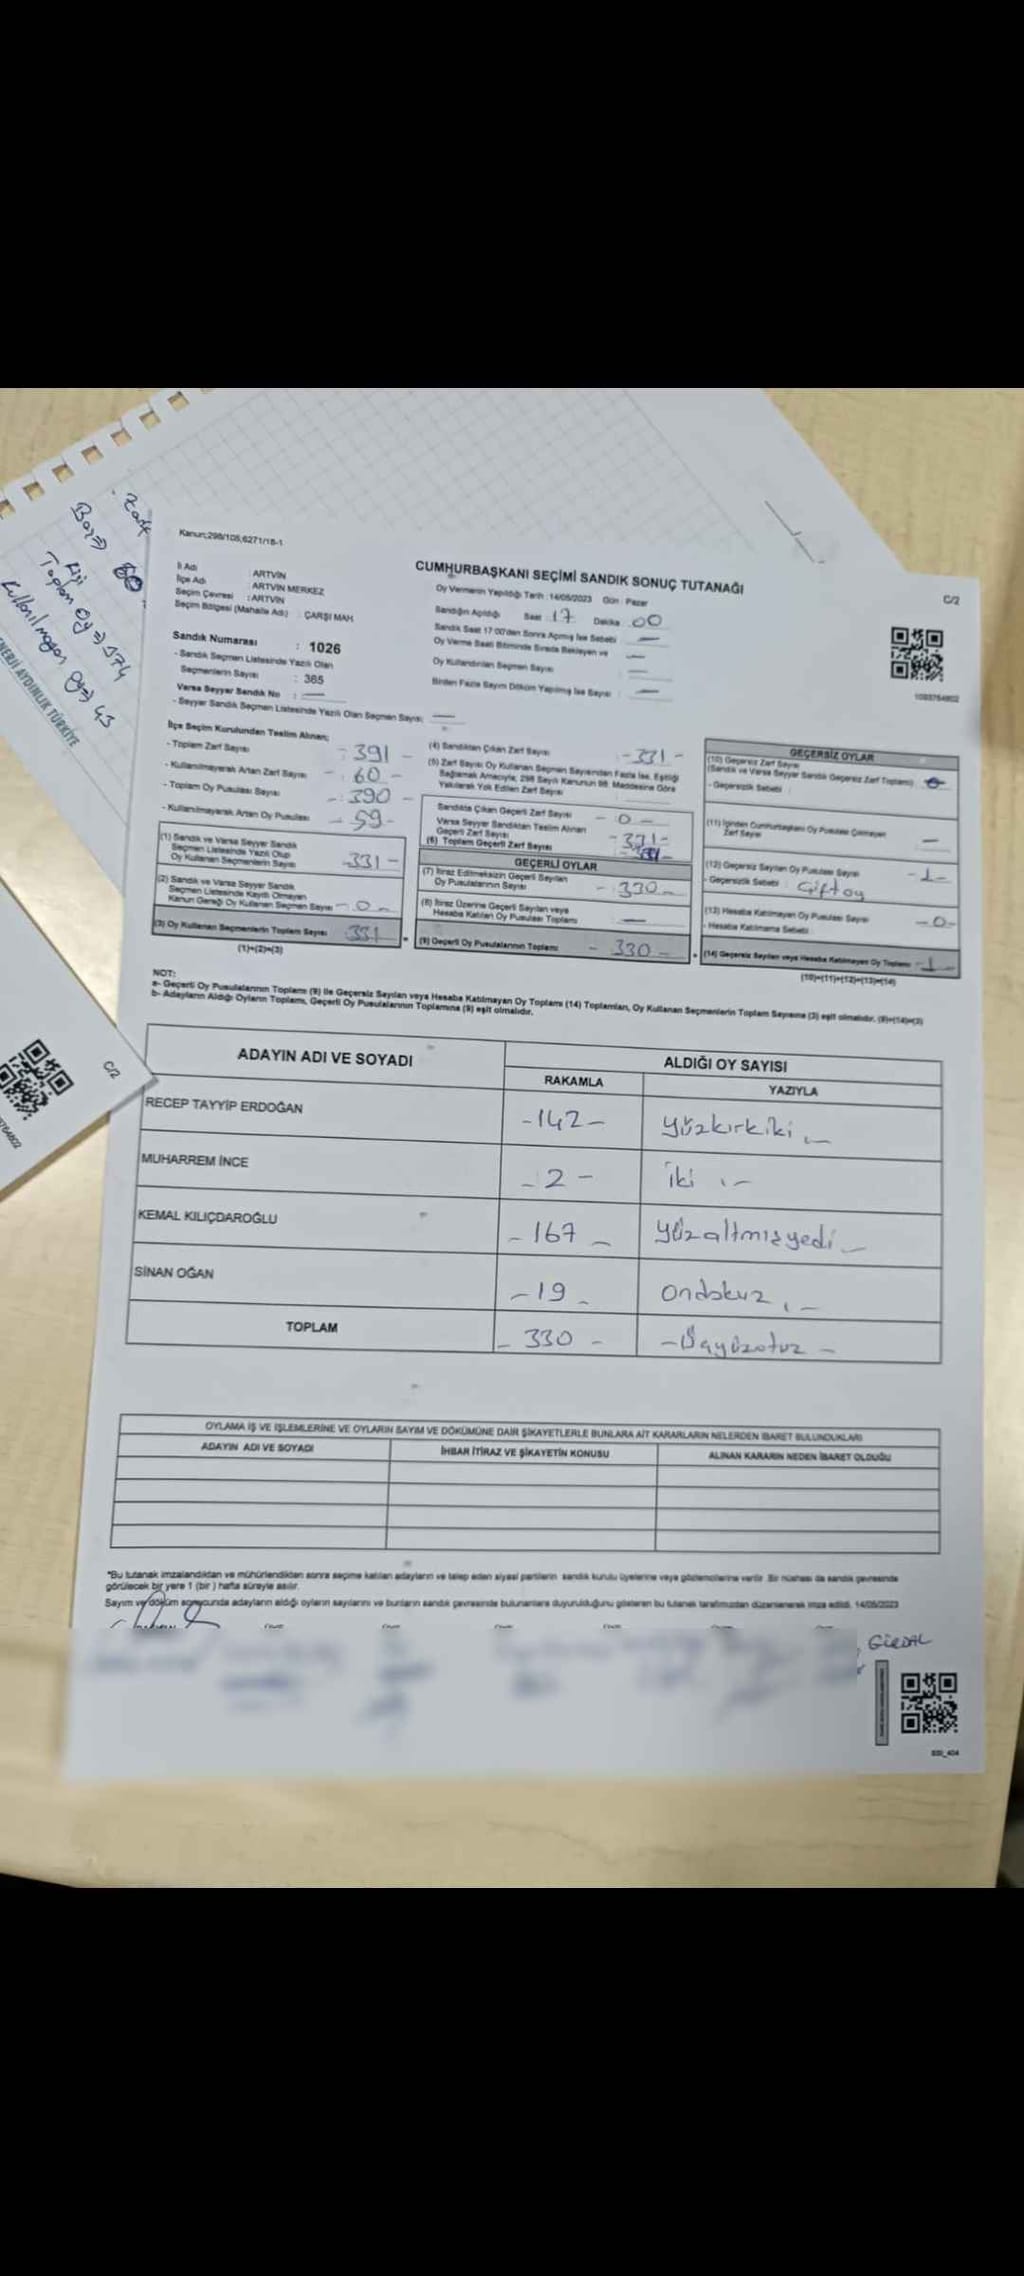 Zarf
Baş⇒ 60
Kişi
Toplam Oy ⇒ 374
Kullanılmayan Oy⇒ 43
ENERJİ AYDINLIK TÜRKİYE
Kanun;298/105,6271/18-1
CUMHURBAŞKANI SEÇİMİ SANDIK SONUÇ TUTANAĞI
C/2
İl Adı : ARTVİN
İlçe Adı : ARTVİN MERKEZ
Seçim Çevresi : ARTVİN
Seçim Bölgesi (Mahalle Adı) : ÇARŞI MAH
Oy Vermenin Yapıldığı Tarih : 14/05/2023 Gün : Pazar
Sandığın Açıldığı Saat : 17 Dakika : 00
Sandık Saat 17:00'den Sonra Açmış İse Sebebi —
Oy Verme Saati Bitiminde Sırada Bekleyen ve —
Oy Kullandırılan Seçmen Sayısı : —
Birden Fazla Sayım Döküm Yapılmış İse Sayısı : —
Sandık Numarası : 1026
- Sandık Seçmen Listesinde Yazılı Olan
Seçmenlerin Sayısı : 365
Varsa Seyyar Sandık No : —
- Seyyar Sandık Seçmen Listesinde Yazılı Olan Seçmen Sayısı: —
İlçe Seçim Kurulundan Teslim Alınan;
- Toplam Zarf Sayısı : 391 -
- Kullanılmayarak Artan Zarf Sayısı - : 60 -
- Toplam Oy Pusulası Sayısı - : 390 -
- Kullanılmayarak Artan Oy Pusulası - 59 -
(1) Sandık ve Varsa Seyyar Sandık
Seçmen Listesinde Yazılı Olup
Oy Kullanan Seçmenlerin Sayısı -331-
(2) Sandık ve Varsa Seyyar Sandık
Seçmen Listesinde Kayıtlı Olmayan
Kanun Gereği Oy Kullanan Seçmen Sayısı - 0 -
(3) Oy Kullanan Seçmenlerin Toplam Sayısı 331
(1)+(2)=(3)
(4) Sandıktan Çıkan Zarf Sayısı -331-
(5) Zarf Sayısı Oy Kullanan Seçmen Sayısından Fazla İse, Eşitliği
Sağlamak Amacıyla, 298 Sayılı Kanunun 98. Maddesine Göre
Yakılarak Yok Edilen Zarf Sayısı
Sandıkta Çıkan Geçerli Zarf Sayısı - 0 -
Varsa Seyyar Sandıktan Teslim Alınan
Geçerli Zarf Sayısı
(6) Toplam Geçerli Zarf Sayısı
GEÇERLİ OYLAR
(7) İtiraz Edilmeksizin Geçerli Sayılan
Oy Pusulalarının Sayısı - 330 -
(8) İtiraz Üzerine Geçerli Sayılan veya
Hesaba Katılan Oy Pusulası Toplamı —
(9) Geçerli Oy Pusulalarının Toplamı - 330 -
GEÇERSİZ OYLAR
(10) Geçersiz Zarf Sayısı
(Sandık ve Varsa Seyyar Sandık Geçersiz Zarf Toplamı)
- Geçersizlik Sebebi :
(11) İçinden Cumhurbaşkanı Oy Pusulası Çıkmayan
Zarf Sayısı —
(12) Geçersiz Sayılan Oy Pusulası Sayısı -1-
- Geçersizlik Sebebi : Çift oy
(13) Hesaba Katılmayan Oy Pusulası Sayısı -0-
- Hesaba Katılmama Sebebi :
(14) Geçersiz Sayılan veya Hesaba Katılmayan Oy Toplamı -1-
(10)+(11)+(12)+(13)=(14)
NOT:
a- Geçerli Oy Pusulalarının Toplamı (9) ile Geçersiz Sayılan veya Hesaba Katılmayan Oy Toplamı (14) Toplamları, Oy Kullanan Seçmenlerin Toplam Sayısına (3) eşit olmalıdır. (9)+(14)=(3)
b- Adayların Aldığı Oyların Toplamı, Geçerli Oy Pusulalarının Toplamına (9) eşit olmalıdır.
ADAYIN ADI VE SOYADI ALDIĞI OY SAYISI
RAKAMLA YAZIYLA
RECEP TAYYİP ERDOĞAN -142- yüzkırkiki
MUHARREM İNCE - 2 - iki
KEMAL KILIÇDAROĞLU - 167 - yüzaltmışyedi
SİNAN OĞAN - 19 - ondokuz
TOPLAM - 330 - - Üçyüzotuz -
OYLAMA İŞ VE İŞLEMLERİNE VE OYLARIN SAYIM VE DÖKÜMÜNE DAİR ŞİKAYETLERLE BUNLARA AİT KARARLARIN NELERDEN İBARET BULUNDUKLARI
ADAYIN ADI VE SOYADI İHBAR İTİRAZ VE ŞİKAYETİN KONUSU ALINAN KARARIN NEDEN İBARET OLDUĞU
*Bu tutanak imzalandıktan ve mühürlendikten sonra seçime katılan adayların ve talep eden siyasi partilerin sandık kurulu üyelerine veya gözlemcilerine verilir. Bir nüshası da sandık çevresinde
görülecek bir yere 1 (bir) hafta süreyle asılır.
Sayım ve döküm sonucunda adayların aldığı oyların sayılarını ve bunların sandık çevresinde bulunanlara duyurulduğunu gösteren bu tutanak tarafımızdan düzenlenerek imza edildi. 14/05/2023
C/2